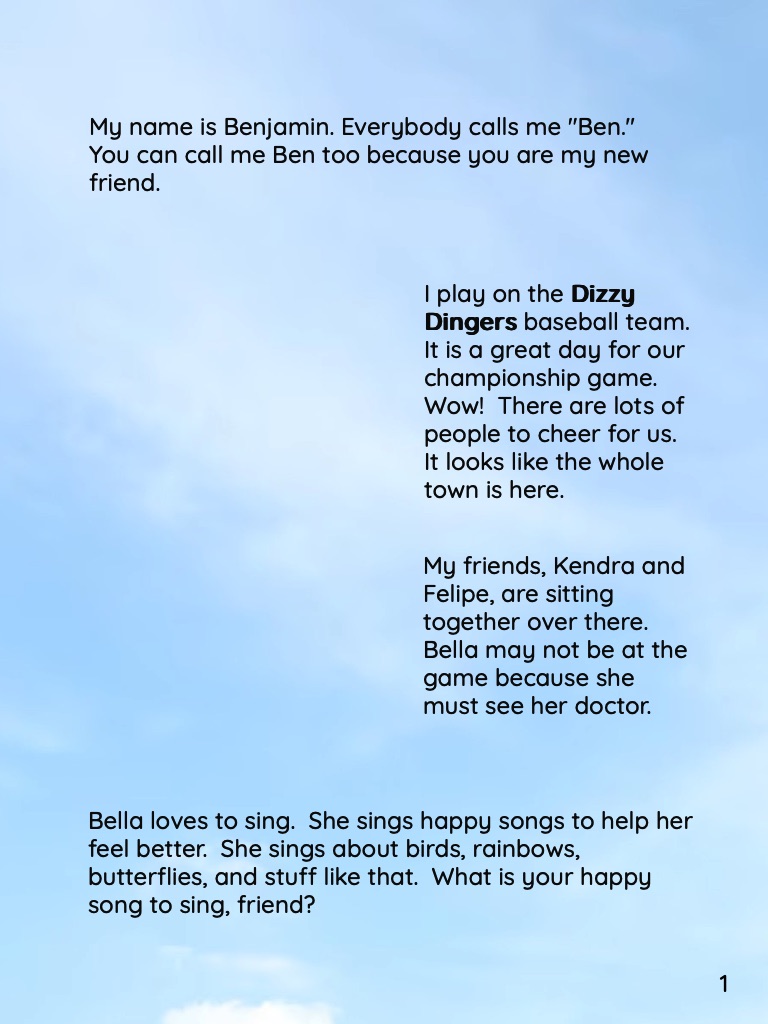 My name is Benjamin. Everybody calls me "Ben."
You can call me Ben too because you are my new
friend.
I play on the Dizzy
Dingers baseball team.
It is a great day for our
championship game.
Wow!  There are lots of
people to cheer for us.
It looks like the whole
town is here.
My friends, Kendra and
Felipe, are sitting
together over there.
Bella may not be at the
game because she
must see her doctor.
Bella loves to sing.  She sings happy songs to help her
feel better.  She sings about birds, rainbows,
butterflies, and stuff like that.  What is your happy
song to sing, friend?
1